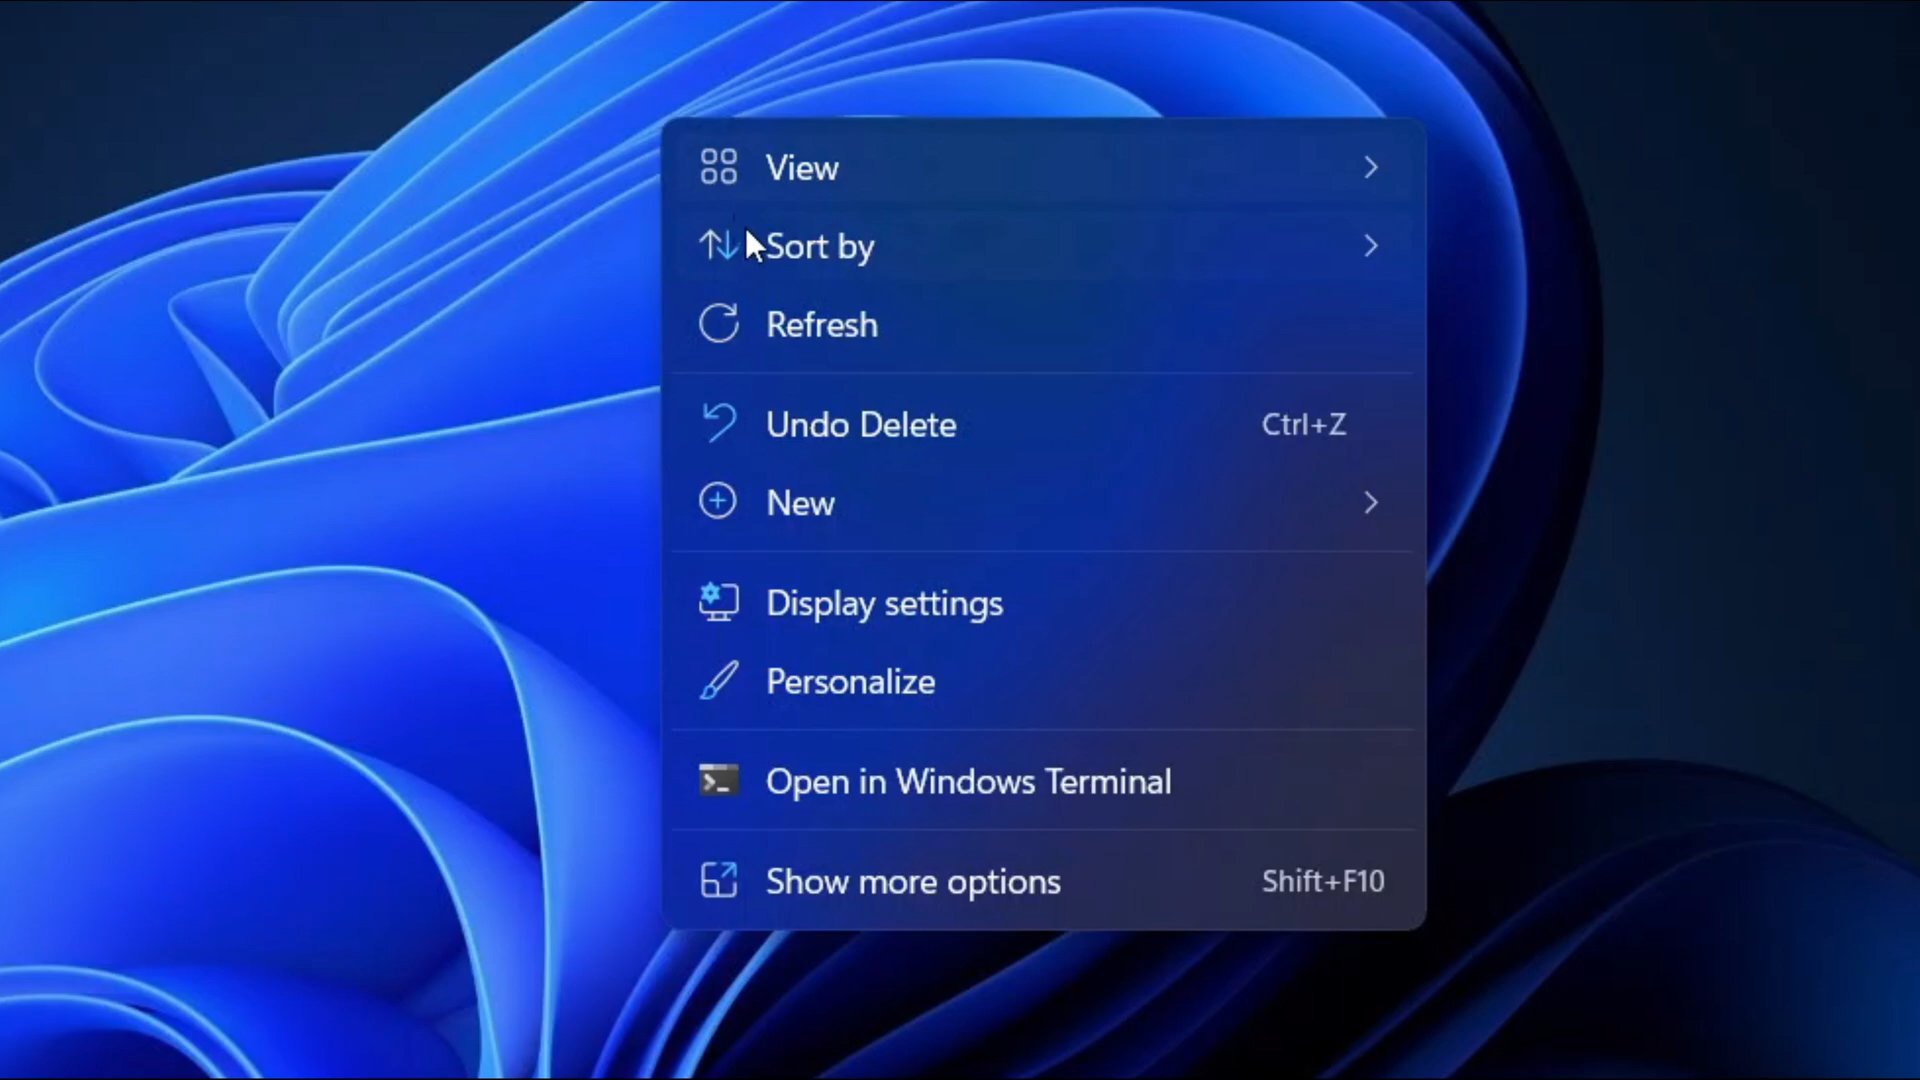 View
Sort by
Refresh
Undo Delete Ctrl+Z
New
Display settings
Personalize
Open in Windows Terminal
Show more options Shift+F10